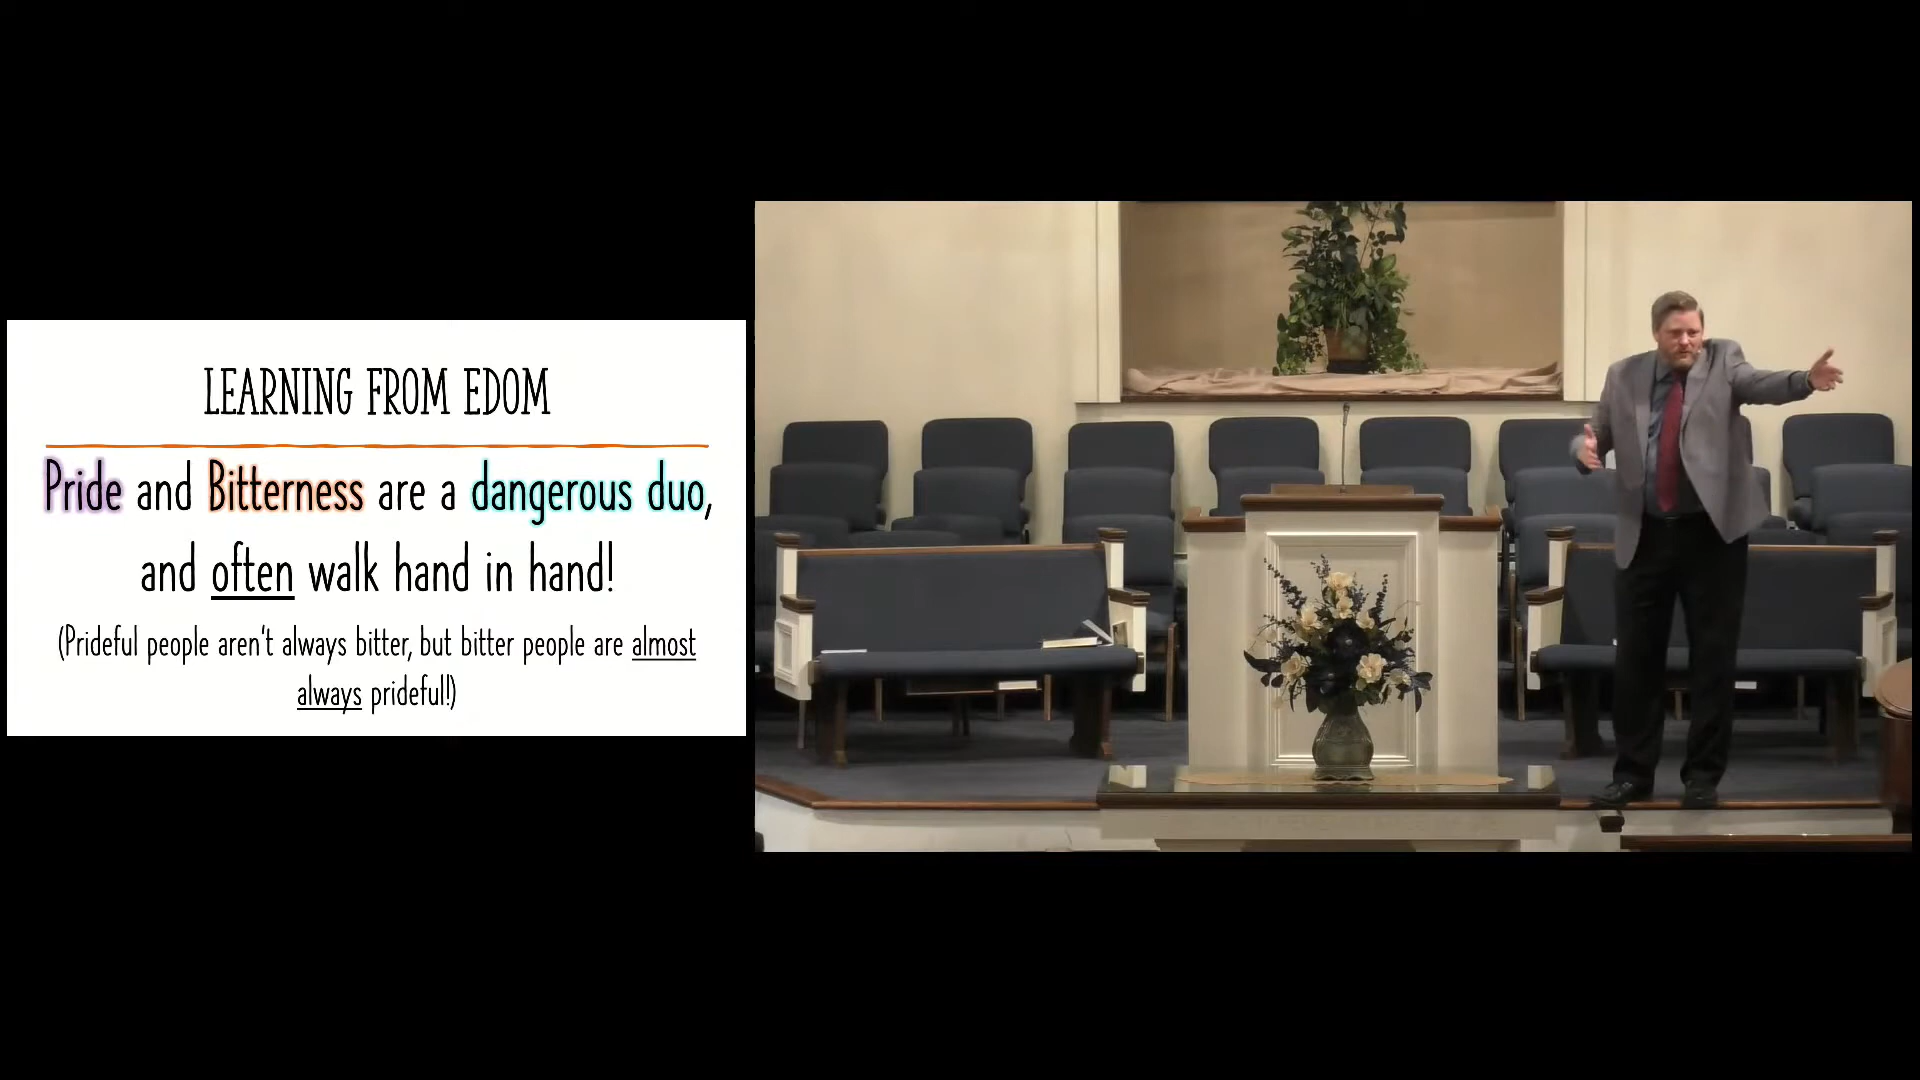 LEARNING FROM EDOM
Pride and Bitterness are a dangerous duo,
and often walk hand in hand!
(Prideful people aren't always bitter, but bitter people are almost
always prideful!)